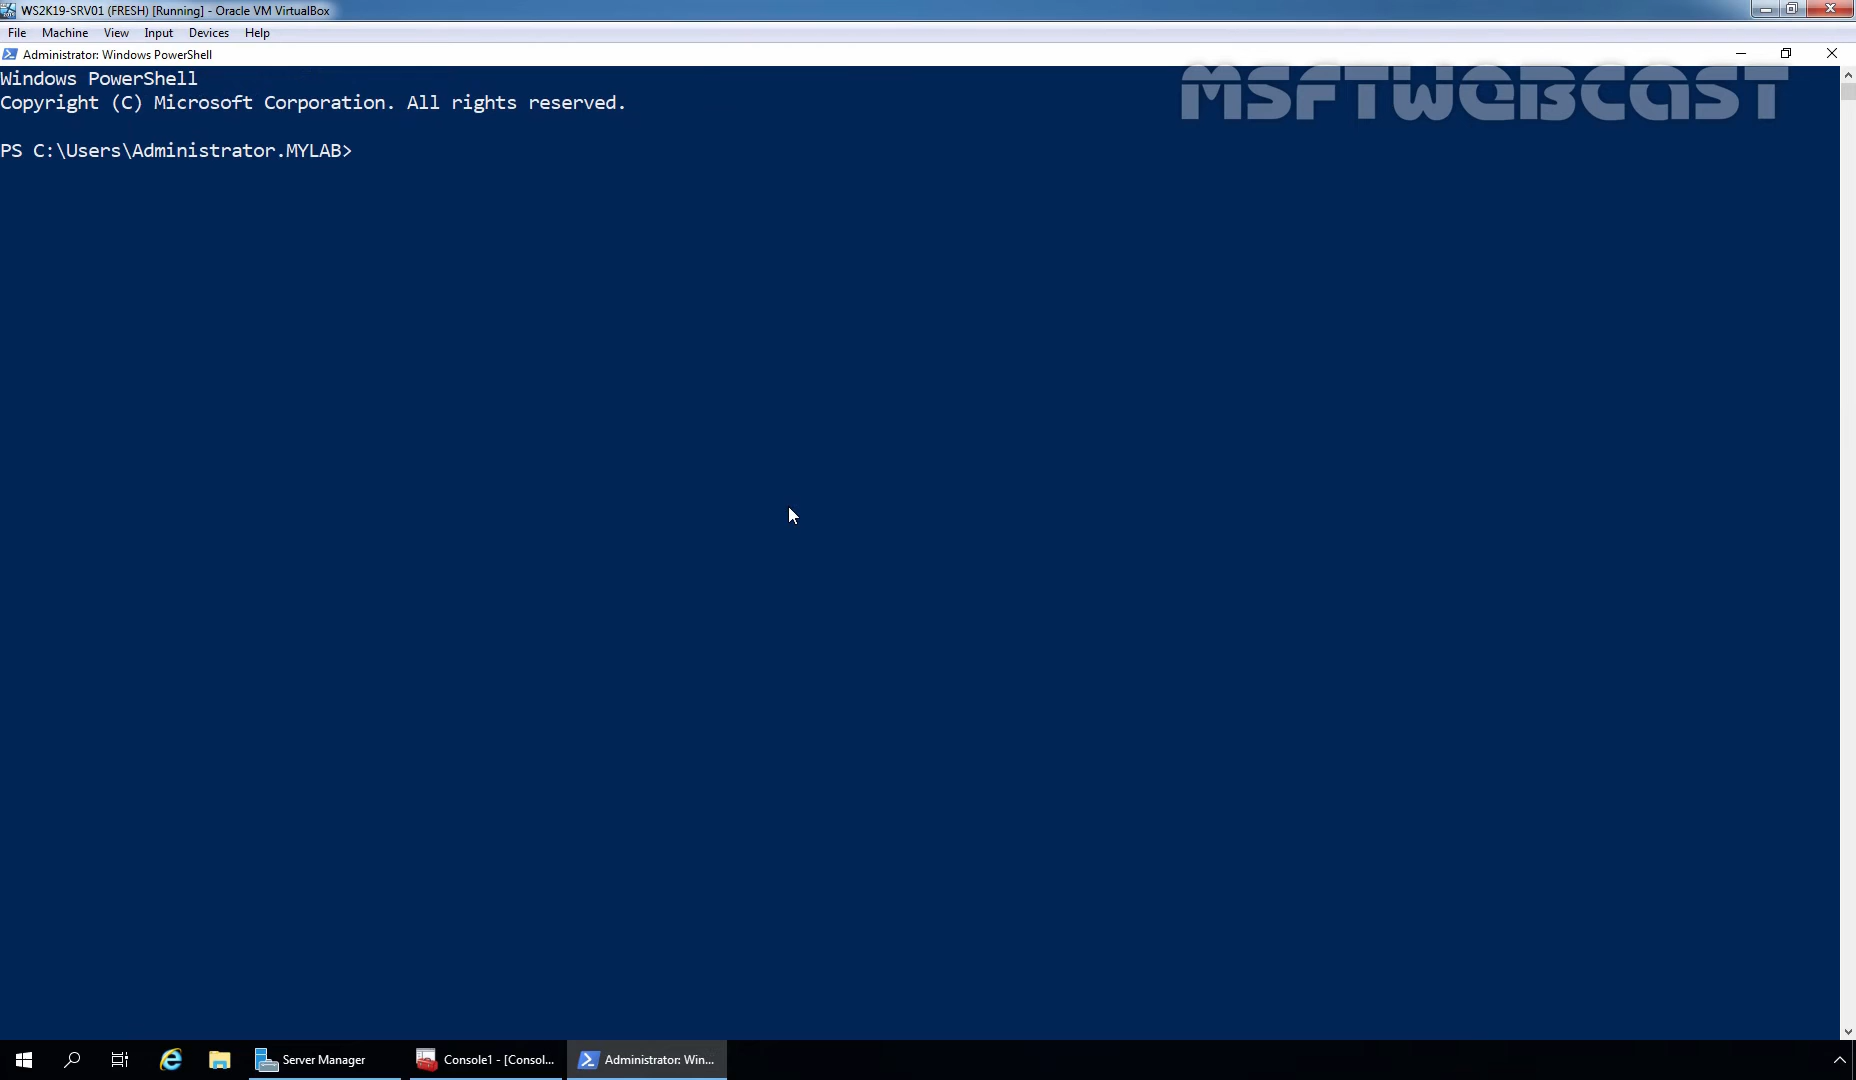 WS2K19-SRV01 (FRESH) [Running] - Oracle VM VirtualBox
File Machine View Input Devices Help
Administrator: Windows PowerShell
Windows PowerShell
Copyright (C) Microsoft Corporation. All rights reserved.
MSFTWEBCAST
PS C:\Users\Administrator.MYLAB>
Server Manager
Console1 - [Consol...
Administrator: Win...